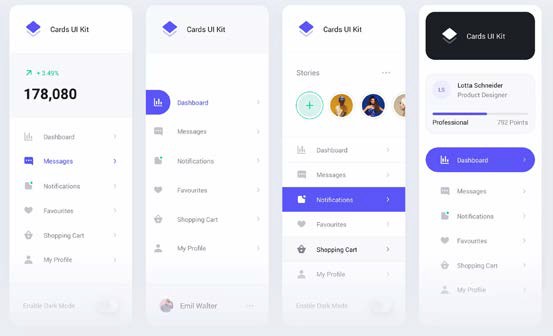 Cards UI Kit
+ 3.49%
178,080
Dashboard
Messages
Notifications
Favourites
Shopping Cart
My Profile
Enable Dark Mode
Cards UI Kit
Dashboard
Messages
Notifications
Favourites
Shopping Cart
My Profile
Emil Walter
Cards UI Kit
Stories
Dashboard
Messages
Notifications
Favourites
Shopping Cart
My Profile
Enable Dark Mode
Cards UI Kit
LS
Lotta Schneider
Product Designer
Professional
792 Points
Dashboard
Messages
Notifications
Favourites
Shopping Cart
My Profile